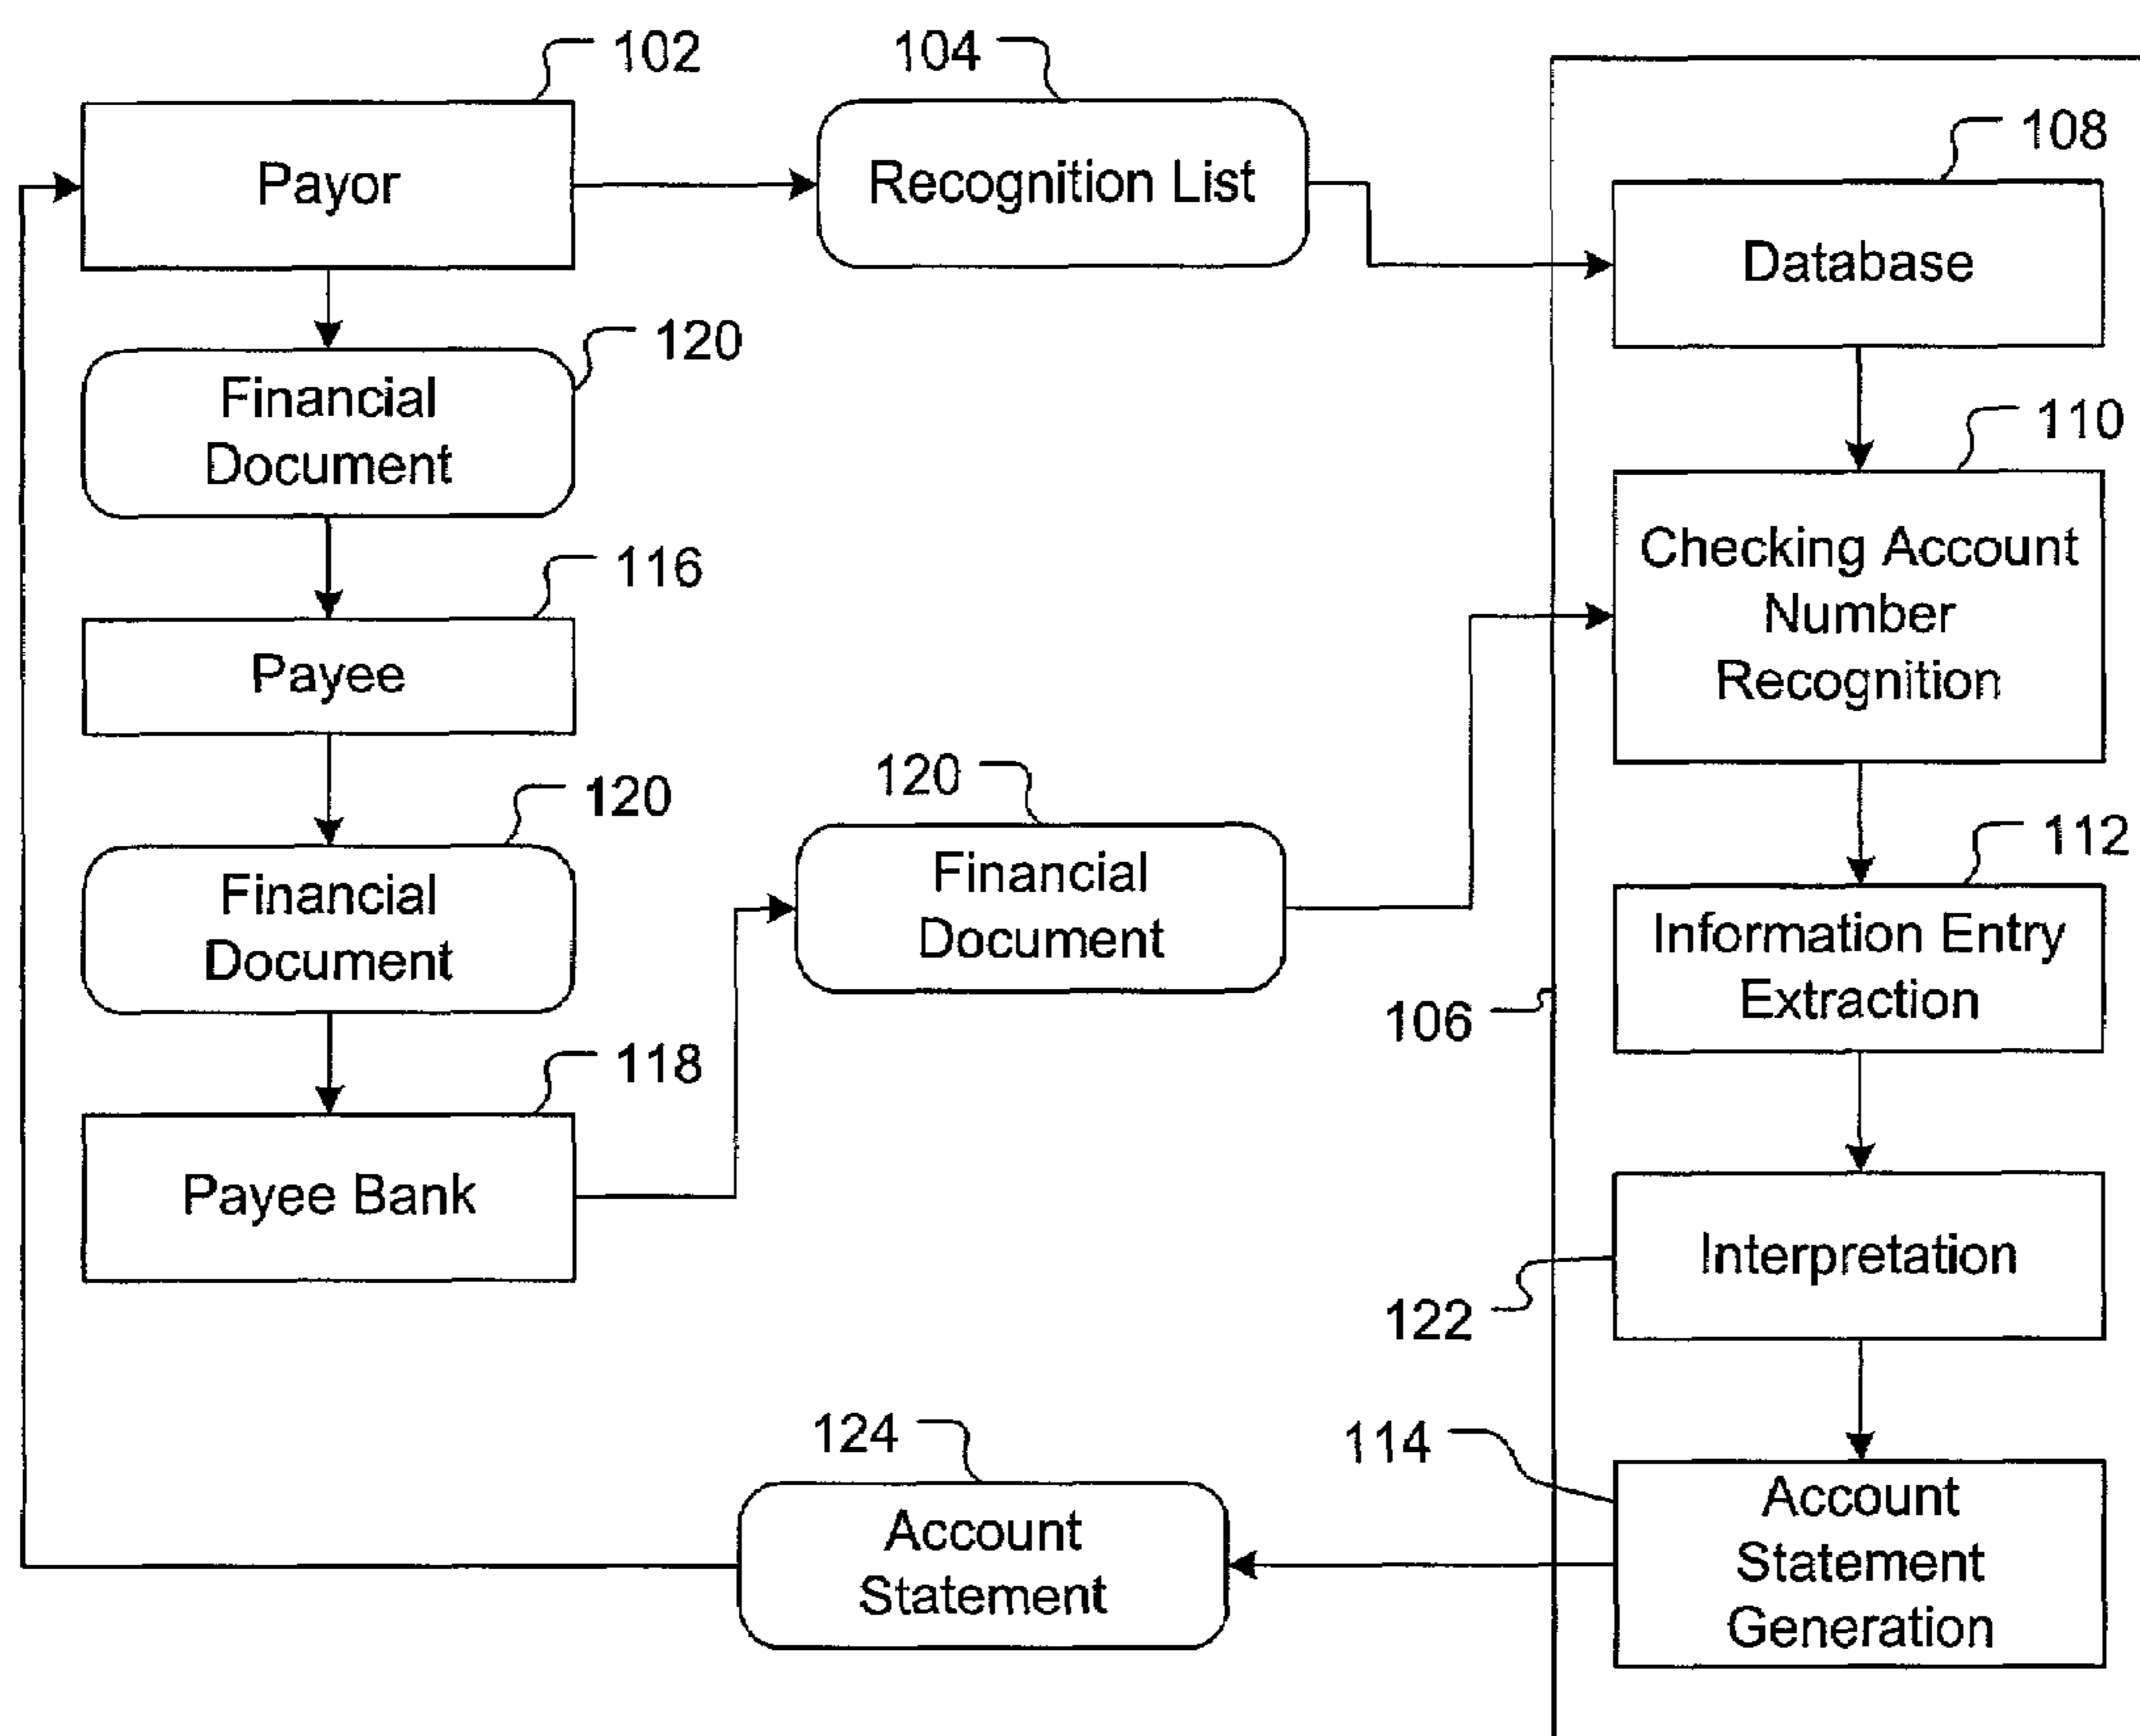 102
104
108
Payor
Recognition List
Database
120
Financial
Document
110
Checking Account
Number
Recognition
116
Payee
120
Financial
Document
120
Financial
Document
112
Information Entry
Extraction
106
118
Payee Bank
Interpretation
122
124
Account
Statement
114
Account
Statement
Generation